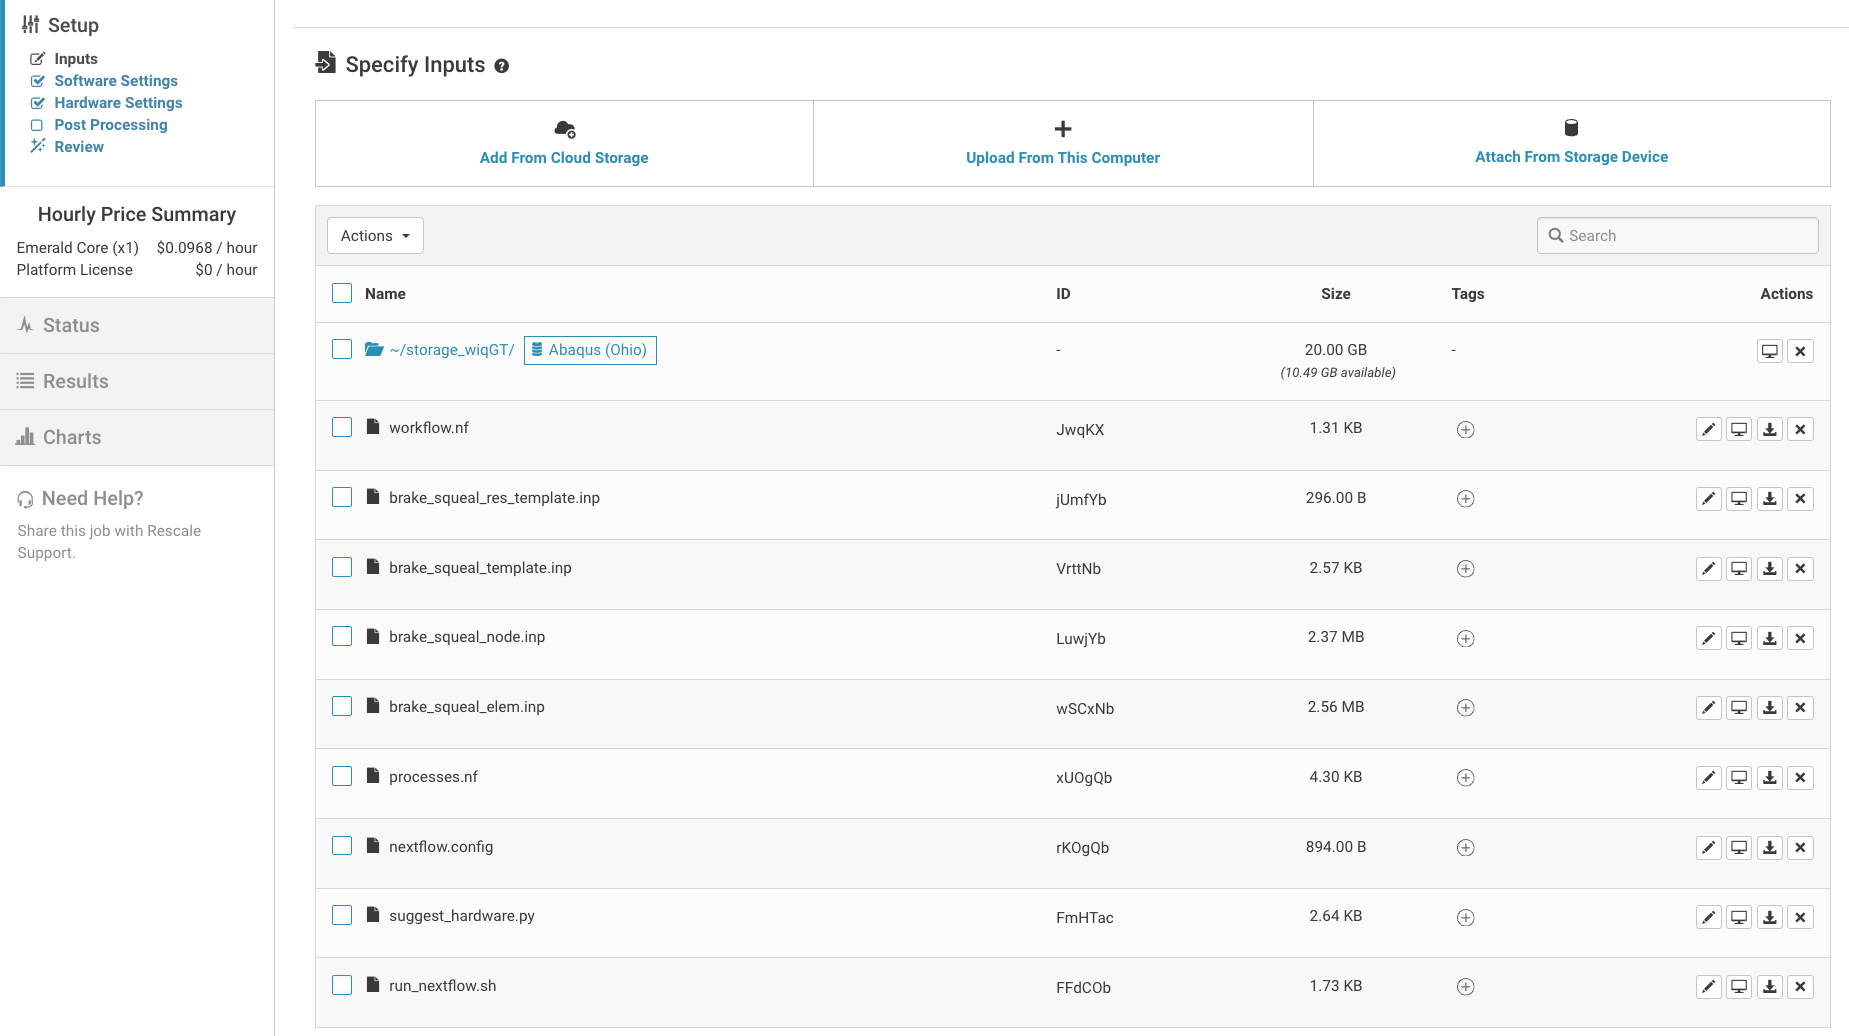 Setup
Inputs
Software Settings
Hardware Settings
Post Processing
Review
Hourly Price Summary
Emerald Core (x1) $0.0968 / hour
Platform License $0 / hour
Status
Results
Charts
Need Help?
Share this job with Rescale
Support.
Specify Inputs
Add From Cloud Storage
Upload From This Computer
Attach From Storage Device
Actions
Search
Name ID Size Tags Actions
~/storage_wiqGT/ Abaqus (Ohio) - 20.00 GB -
(10.49 GB available)
workflow.nf JwqKX 1.31 KB
brake_squeal_res_template.inp jUmfYb 296.00 B
brake_squeal_template.inp VrttNb 2.57 KB
brake_squeal_node.inp LuwjYb 2.37 MB
brake_squeal_elem.inp wSCxNb 2.56 MB
processes.nf xUOgQb 4.30 KB
nextflow.config rKOgQb 894.00 B
suggest_hardware.py FmHTac 2.64 KB
run_nextflow.sh FFdCOb 1.73 KB